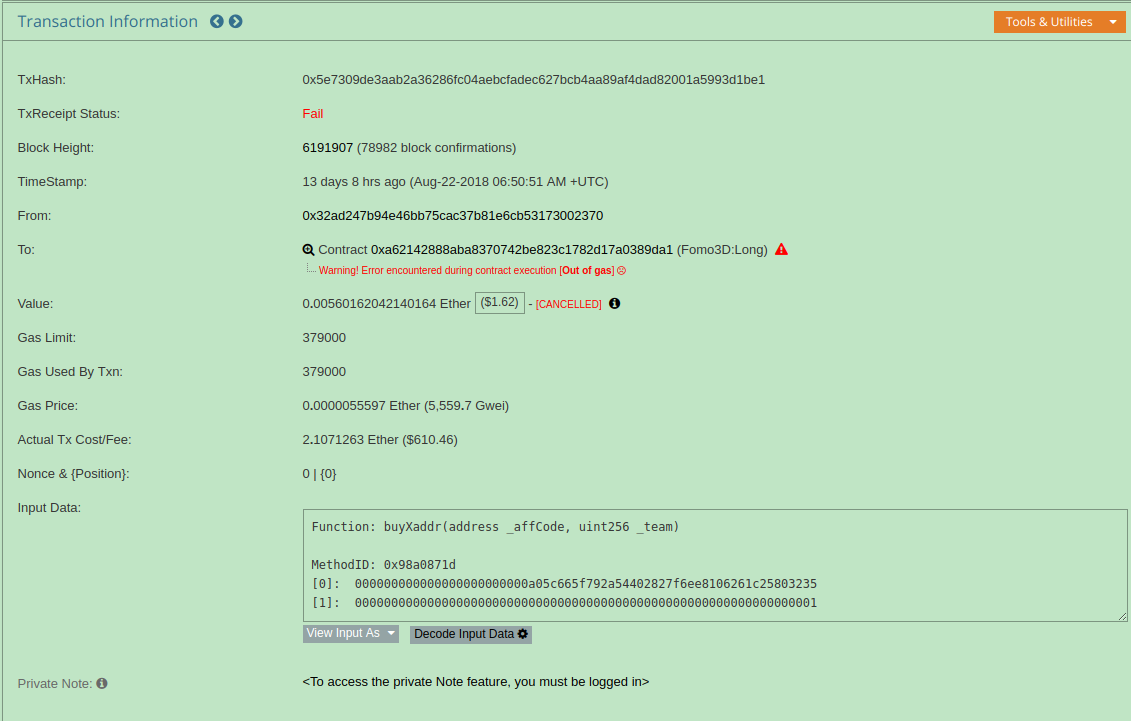 Transaction Information
Tools & Utilities
TxHash: 0x5e7309de3aab2a36286fc04aebcfadec627bcb4aa89af4dad82001a5993d1be1
TxReceipt Status: Fail
Block Height: 6191907 (78982 block confirmations)
TimeStamp: 13 days 8 hrs ago (Aug-22-2018 06:50:51 AM +UTC)
From: 0x32ad247b94e46bb75cac37b81e6cb53173002370
To: Contract 0xa62142888aba8370742be823c1782d17a0389da1 (Fomo3D:Long)
Warning! Error encountered during contract execution [Out of gas]
Value: 0.00560162042140164 Ether ($1.62) - [CANCELLED]
Gas Limit: 379000
Gas Used By Txn: 379000
Gas Price: 0.0000055597 Ether (5,559.7 Gwei)
Actual Tx Cost/Fee: 2.1071263 Ether ($610.46)
Nonce & {Position}: 0 | {0}
Input Data:
Function: buyXaddr(address _affCode, uint256 _team)
MethodID: 0x98a0871d
[0]: 000000000000000000000000a05c665f792a54402827f6ee8106261c25803235
[1]: 0000000000000000000000000000000000000000000000000000000000000001
View Input As
Decode Input Data
Private Note: <To access the private Note feature, you must be logged in>